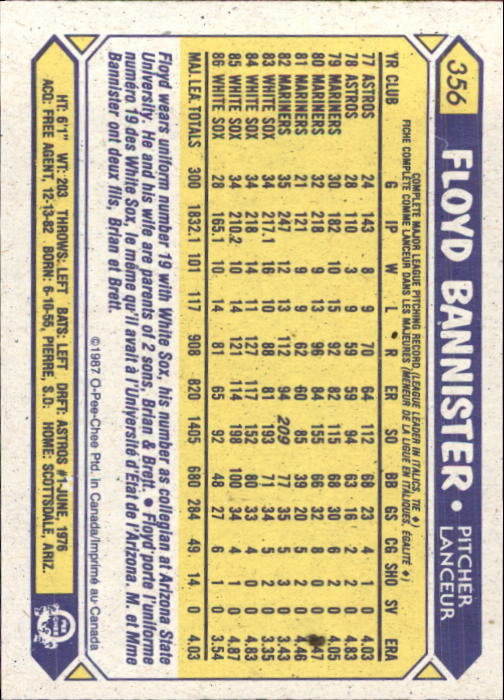 356
FLOYD BANNISTER • PITCHER LANCEUR
COMPLETE MAJOR LEAGUE PITCHING RECORD (LEAGUE LEADER IN ITALICS, TIE ♦)
FICHE COMPLÈTE COMME LANCEUR DANS LES MAJEURES (MENEUR DE LA LIGUE EN ITALIQUES, ÉGALITÉ ♦)
YR CLUB G IP W L R ER SO BB GS CG SHO SV ERA
77 ASTROS 24 143 8 9 70 64 112 68 23 4 1 0 4.03
78 ASTROS 28 110 3 9 59 59 94 63 16 2 2 0 4.83
79 MARINERS 30 182 10 15 92 82 115 68 30 6 2 0 4.05
80 MARINERS 32 218 9 13 96 84 155 66 32 8 0 0 .47
81 MARINERS 21 121 9 9 62 60 85 39 20 5 2 0 4.46
82 MARINERS 35 247 12 13 112 94 209 77 35 5 3 0 3.43
83 WHITE SOX 34 217.1 16 10 88 81 193 71 34 5 2 0 3.35
84 WHITE SOX 34 218 14 11 127 117 152 80 33 4 0 0 4.83
85 WHITE SOX 34 210.2 10 14 121 114 198 100 34 4 1 0 4.87
86 WHITE SOX 28 165.1 10 14 81 65 92 48 27 6 1 0 3.54
MAJ. LEA. TOTALS 300 1832.1 101 117 908 820 1405 680 284 49 14 0 4.03
Floyd wears uniform number 19 with White Sox, his number as collegian at Arizona State
University. He and his wife are parents of 2 sons, Brian & Brett. • Floyd porte l'uniforme
numéro 19 des White Sox, le même qu'il avait à l'Université d'État de l'Arizona. M. et Mme
Bannister ont deux fils, Brian et Brett.
©1987 O-Pee-Chee Ptd. in Canada/Imprimé au Canada
HT: 6'1" WT: 203 THROWS: LEFT BATS: LEFT DRFT: ASTROS #1-JUNE 1976
ACQ: FREE AGENT, 12-13-82 BORN: 6-10-55, PIERRE, S.D. HOME: SCOTTSDALE, ARIZ.